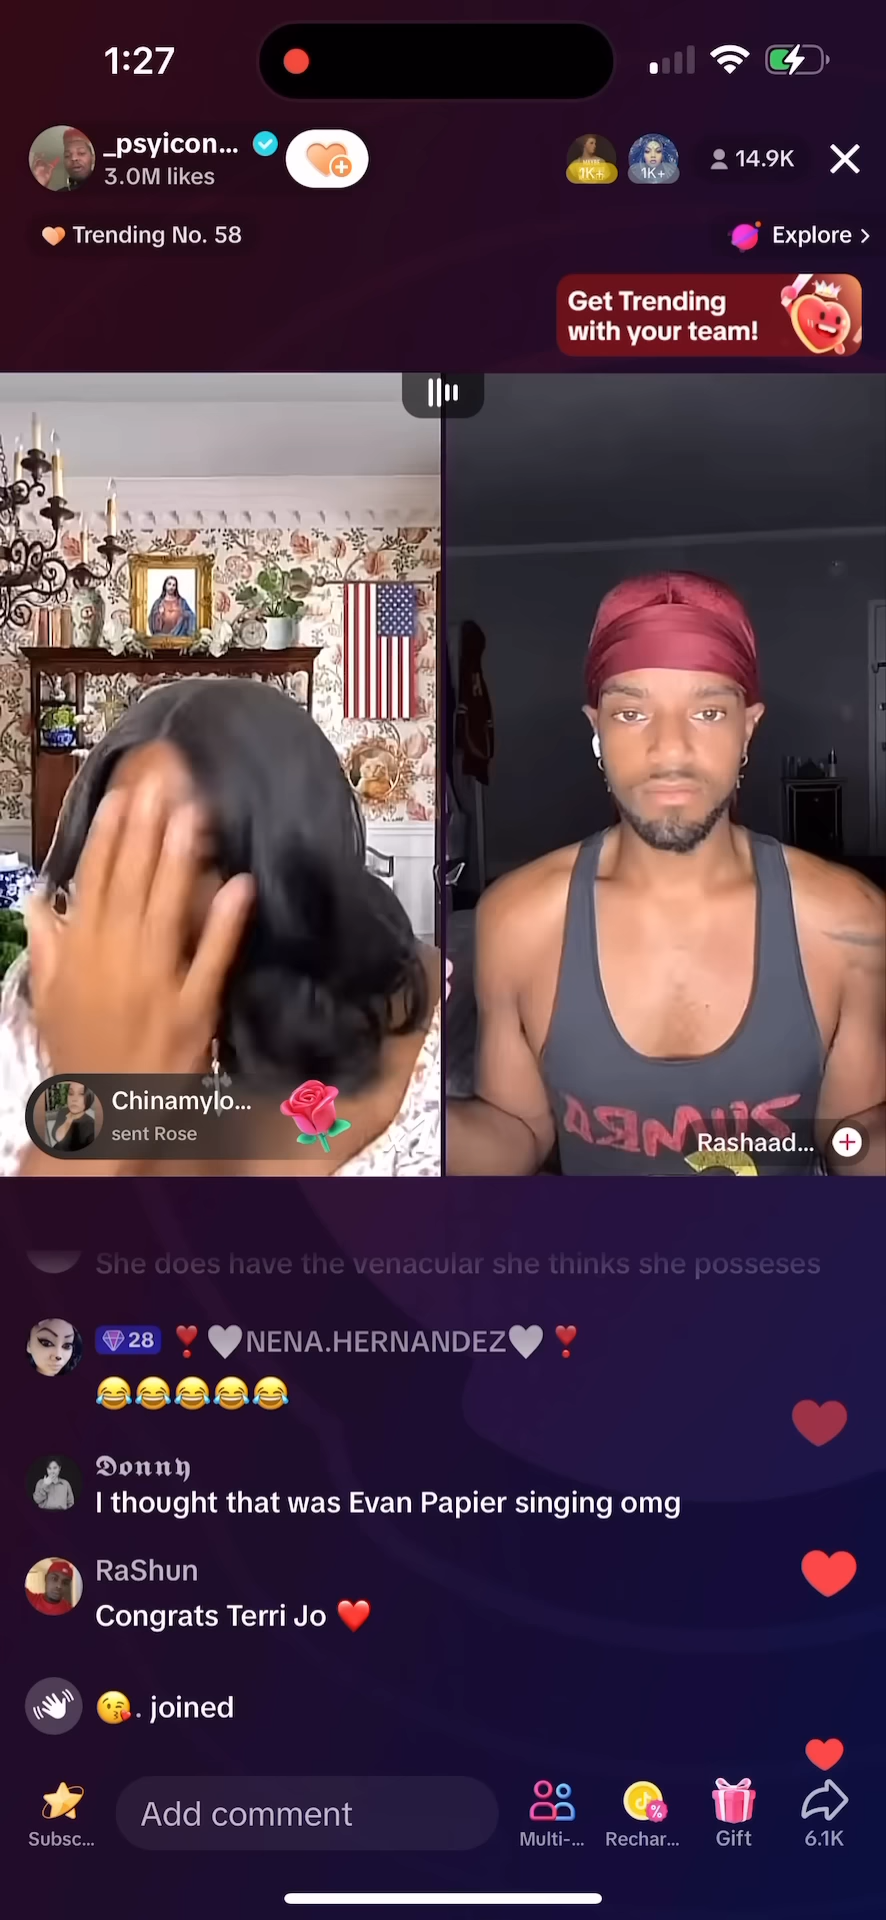 1:27
_psyicon...
3.0M likes
1K+
14.9K
Trending No. 58
Explore >
Get Trending
with your team!
Chinamylo...
sent Rose
ZUMBA
Rashaad...
She does have the venacular she thinks she posseses
28 ❣️🤍NENA.HERNANDEZ🤍❣️
😂😂😂😂😂
𝕯𝖔𝖓𝖓𝖞
I thought that was Evan Papier singing omg
RaShun
Congrats Terri Jo ❤️
😘. joined
Add comment
Subsc...
Multi-...
Rechar...
Gift
6.1K